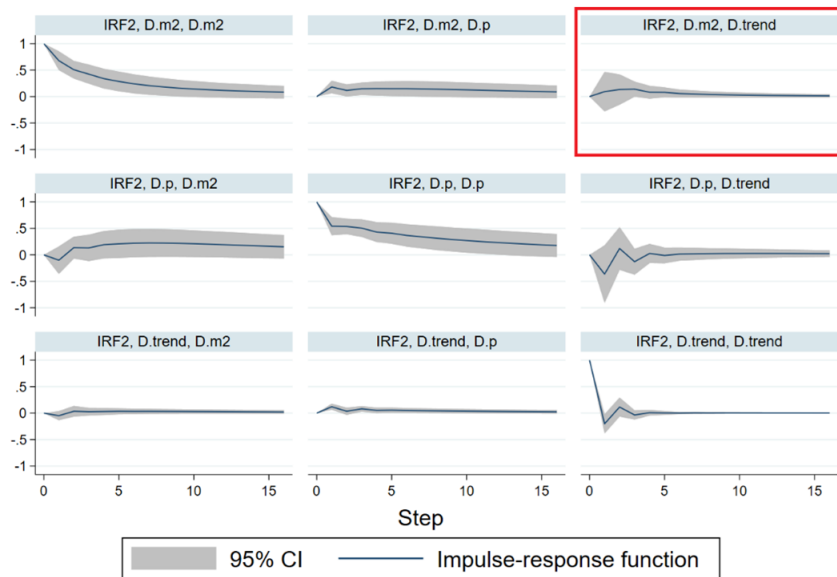 IRF2, D.m2, D.m2 IRF2, D.m2, D.p IRF2, D.m2, D.trend
1
.5
0
-.5
-1
IRF2, D.p, D.m2 IRF2, D.p, D.p IRF2, D.p, D.trend
1
.5
0
-.5
-1
IRF2, D.trend, D.m2 IRF2, D.trend, D.p IRF2, D.trend, D.trend
1
.5
0
-.5
-1
0 5 10 15 0 5 10 15 0 5 10 15
Step
95% CI Impulse-response function